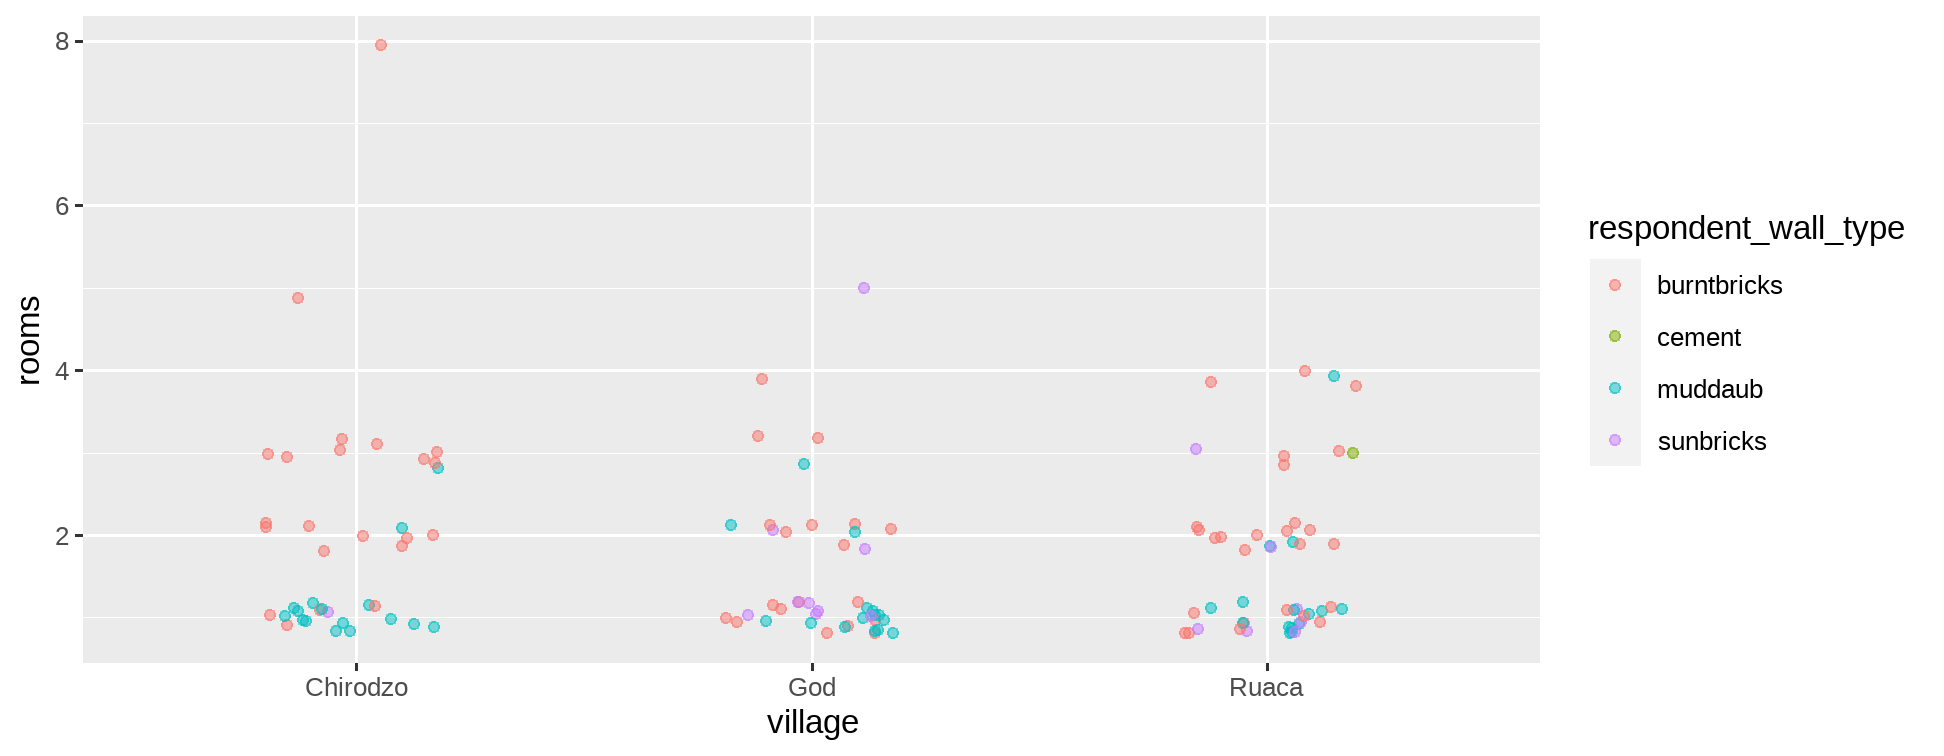 8
6
4
2
rooms
Chirodzo
God
Ruaca
village
respondent_wall_type
burntbricks
cement
muddaub
sunbricks